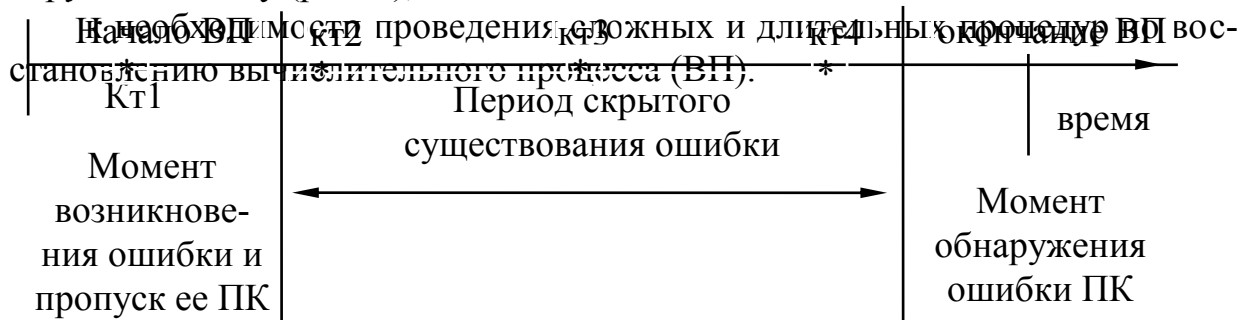 к необходимости проведения сложных и длительных процедур по вос-
становлению вычислительного процесса (ВП).
Начало ВП кт2 кт3 кт4 окончание ВП
* * * *
Кт1
Период скрытого
существования ошибки
время
Момент
возникнове-
ния ошибки и
пропуск ее ПК
Момент
обнаружения
ошибки ПК